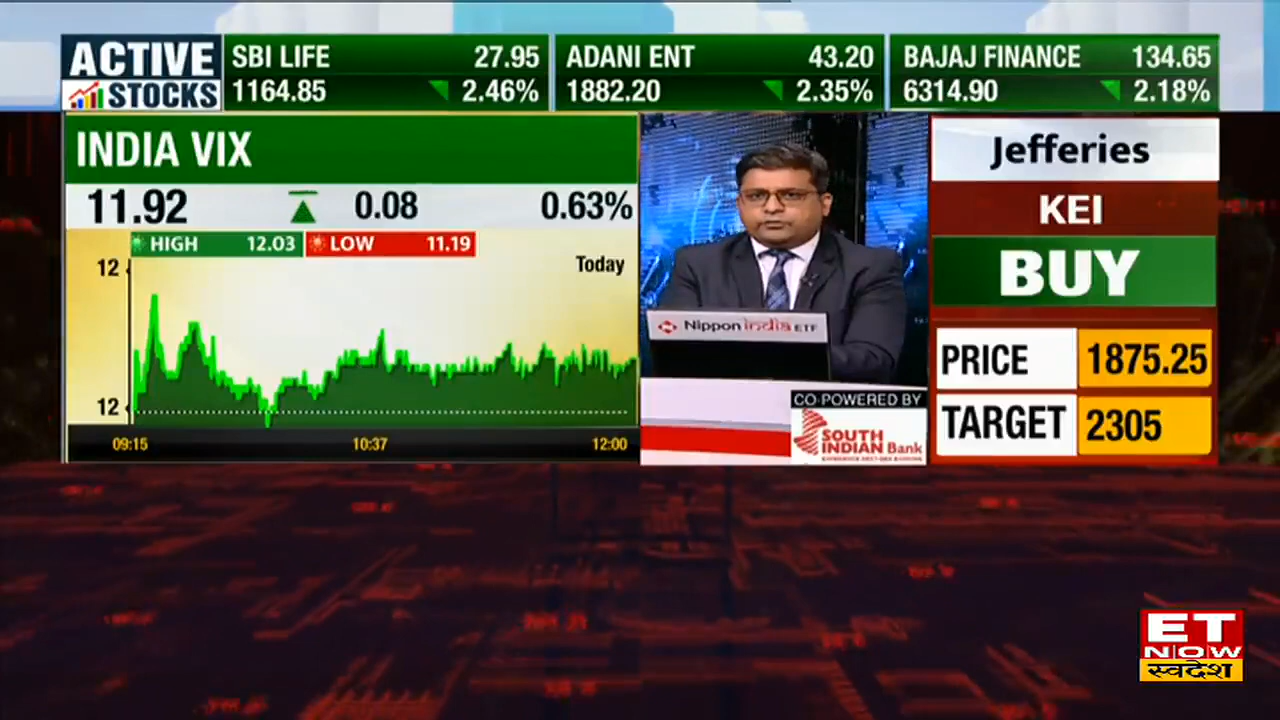 ACTIVE
STOCKS
SBI LIFE 27.95
1164.85 2.46%
ADANI ENT 43.20
1882.20 2.35%
BAJAJ FINANCE 134.65
6314.90 2.18%
INDIA VIX
11.92 0.08 0.63%
HIGH 12.03 LOW 11.19
12
Today
12
09:15 10:37 12:00
Nippon india ETF
CO-POWERED BY
SOUTH
INDIAN Bank
Jefferies
KEI
BUY
PRICE 1875.25
TARGET 2305
ET
NOW
स्वदेश